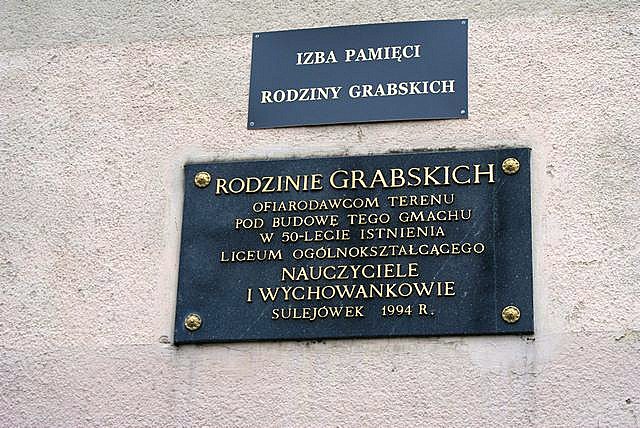 IZBA PAMIĘCI
RODZINY GRABSKICH
RODZINIE GRABSKICH
OFIARODAWCOM TERENU
POD BUDOWĘ TEGO GMACHU
W 50-LECIE ISTNIENIA
LICEUM OGÓLNOKSZTAŁCĄCEGO
NAUCZYCIELE
I WYCHOWANKOWIE
SULEJÓWEK 1994 R.